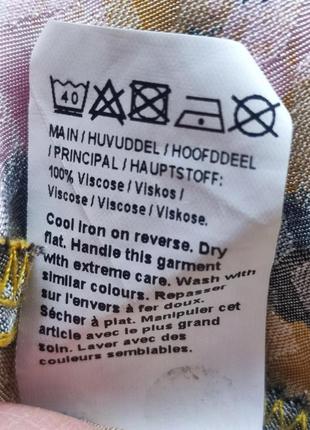 40
MAIN / HUVUDDEL / HOOFDDEEL
/ PRINCIPAL / HAUPTSTOFF:
100% Viscose / Viskos /
Viscose / Viscose / Viskose.
Cool iron on reverse. Dry
flat. Handle this garment
with extreme care. Wash with
similar colours. Repasser
sur l'envers à fer doux.
Sécher à plat. Manipuler cet
article avec le plus grand
soin. Laver avec des
couleurs semblables.